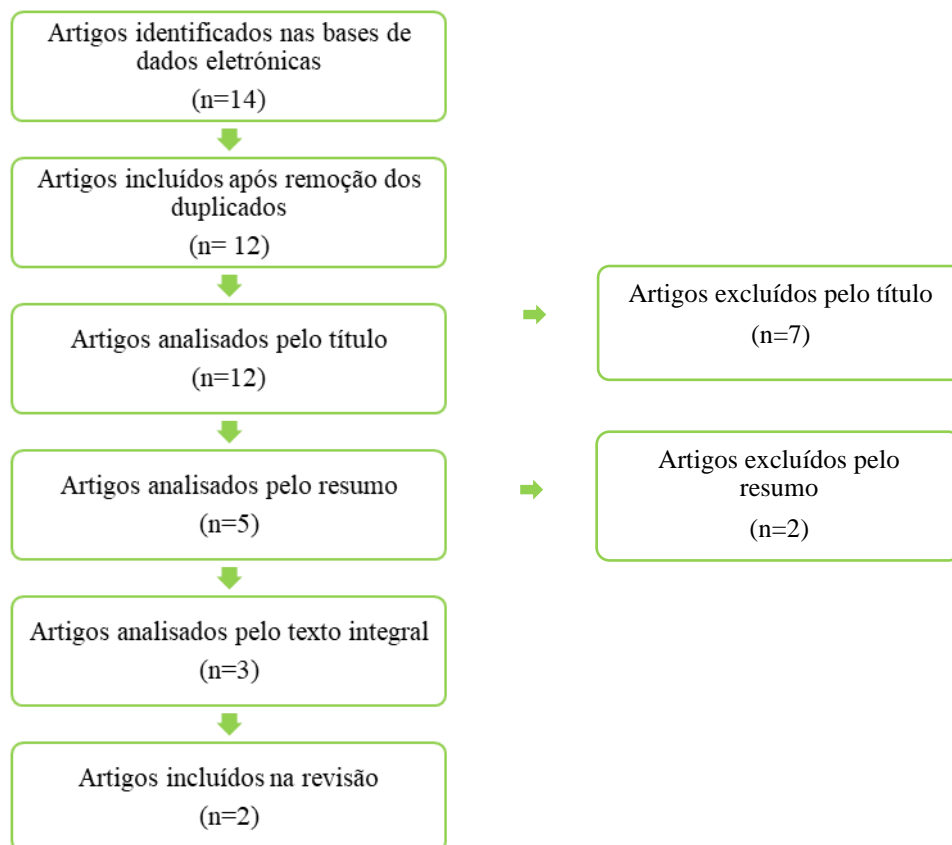 Artigos identificados nas bases de
dados eletrónicas
(n=14)
Artigos incluídos após remoção dos
duplicados
(n= 12)
Artigos analisados pelo título
(n=12)
Artigos excluídos pelo título
(n=7)
Artigos analisados pelo resumo
(n=5)
Artigos excluídos pelo
resumo
(n=2)
Artigos analisados pelo texto integral
(n=3)
Artigos incluídos na revisão
(n=2)